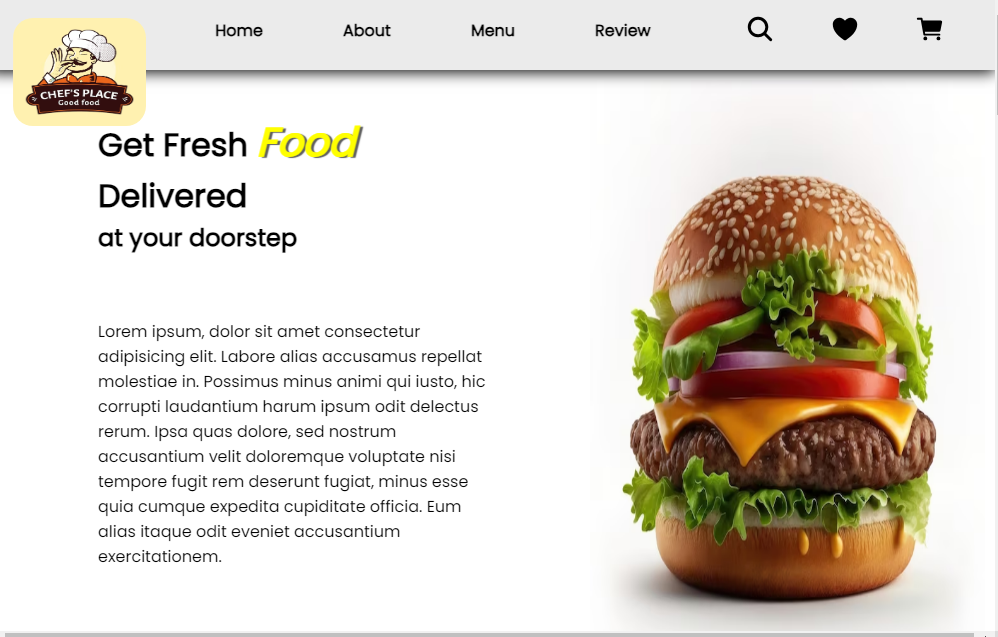 Home About Menu Review
CHEF'S PLACE
Good food
Get Fresh Food
Delivered
at your doorstep
Lorem ipsum, dolor sit amet consectetur
adipisicing elit. Labore alias accusamus repellat
molestiae in. Possimus minus animi qui iusto, hic
corrupti laudantium harum ipsum odit delectus
rerum. Ipsa quas dolore, sed nostrum
accusantium velit doloremque voluptate nisi
tempore fugit rem deserunt fugiat, minus esse
quia cumque expedita cupiditate officia. Eum
alias itaque odit eveniet accusantium
exercitationem.